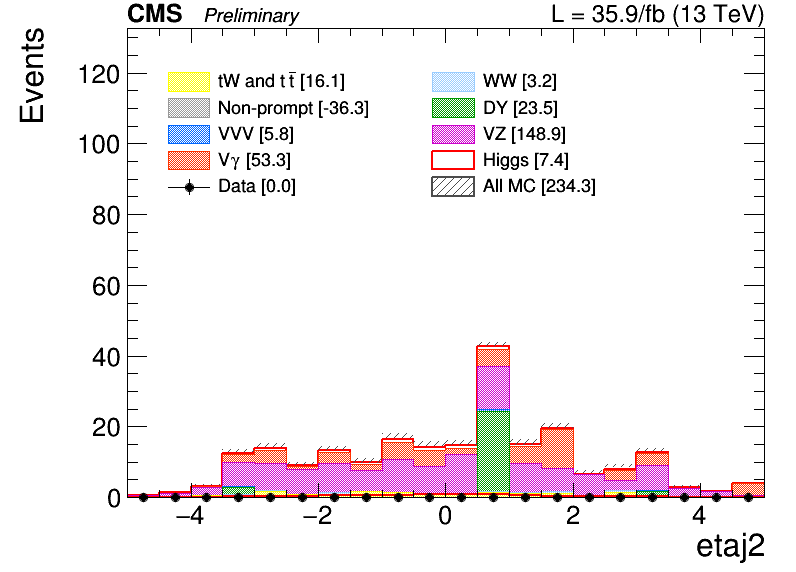 CMS Preliminary L = 35.9/fb (13 TeV)
Events
120
100
80
60
40
20
0
tW and t t̄ [16.1]
Non-prompt [-36.3]
VVV [5.8]
Vγ [53.3]
Data [0.0]
WW [3.2]
DY [23.5]
VZ [148.9]
Higgs [7.4]
All MC [234.3]
−4 −2 0 2 4
etaj2